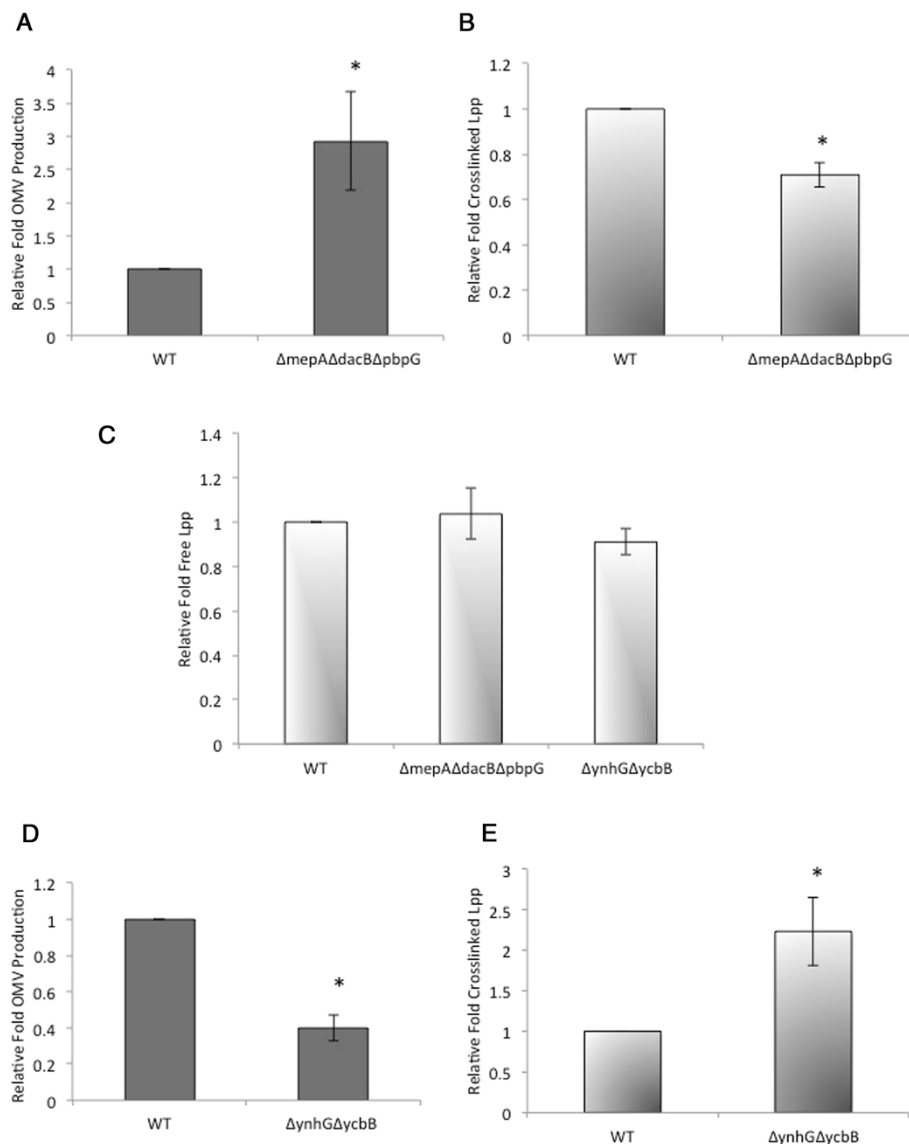 A
Relative Fold OMV Production
4
3.5
3
2.5
2
1.5
1
0.5
0
*
WT
ΔmepAΔdacBΔpbpG
B
Relative Fold Crosslinked Lpp
1.2
1
0.8
0.6
0.4
0.2
0
*
WT
ΔmepAΔdacBΔpbpG
C
Relative Fold Free Lpp
1.4
1.2
1
0.8
0.6
0.4
0.2
0
WT
ΔmepAΔdacBΔpbpG
ΔynhGΔycbB
D
Relative Fold OMV Production
1.2
1
0.8
0.6
0.4
0.2
0
*
WT
ΔynhGΔycbB
E
Relative Fold Crosslinked Lpp
3
2.5
2
1.5
1
0.5
0
*
WT
ΔynhGΔycbB